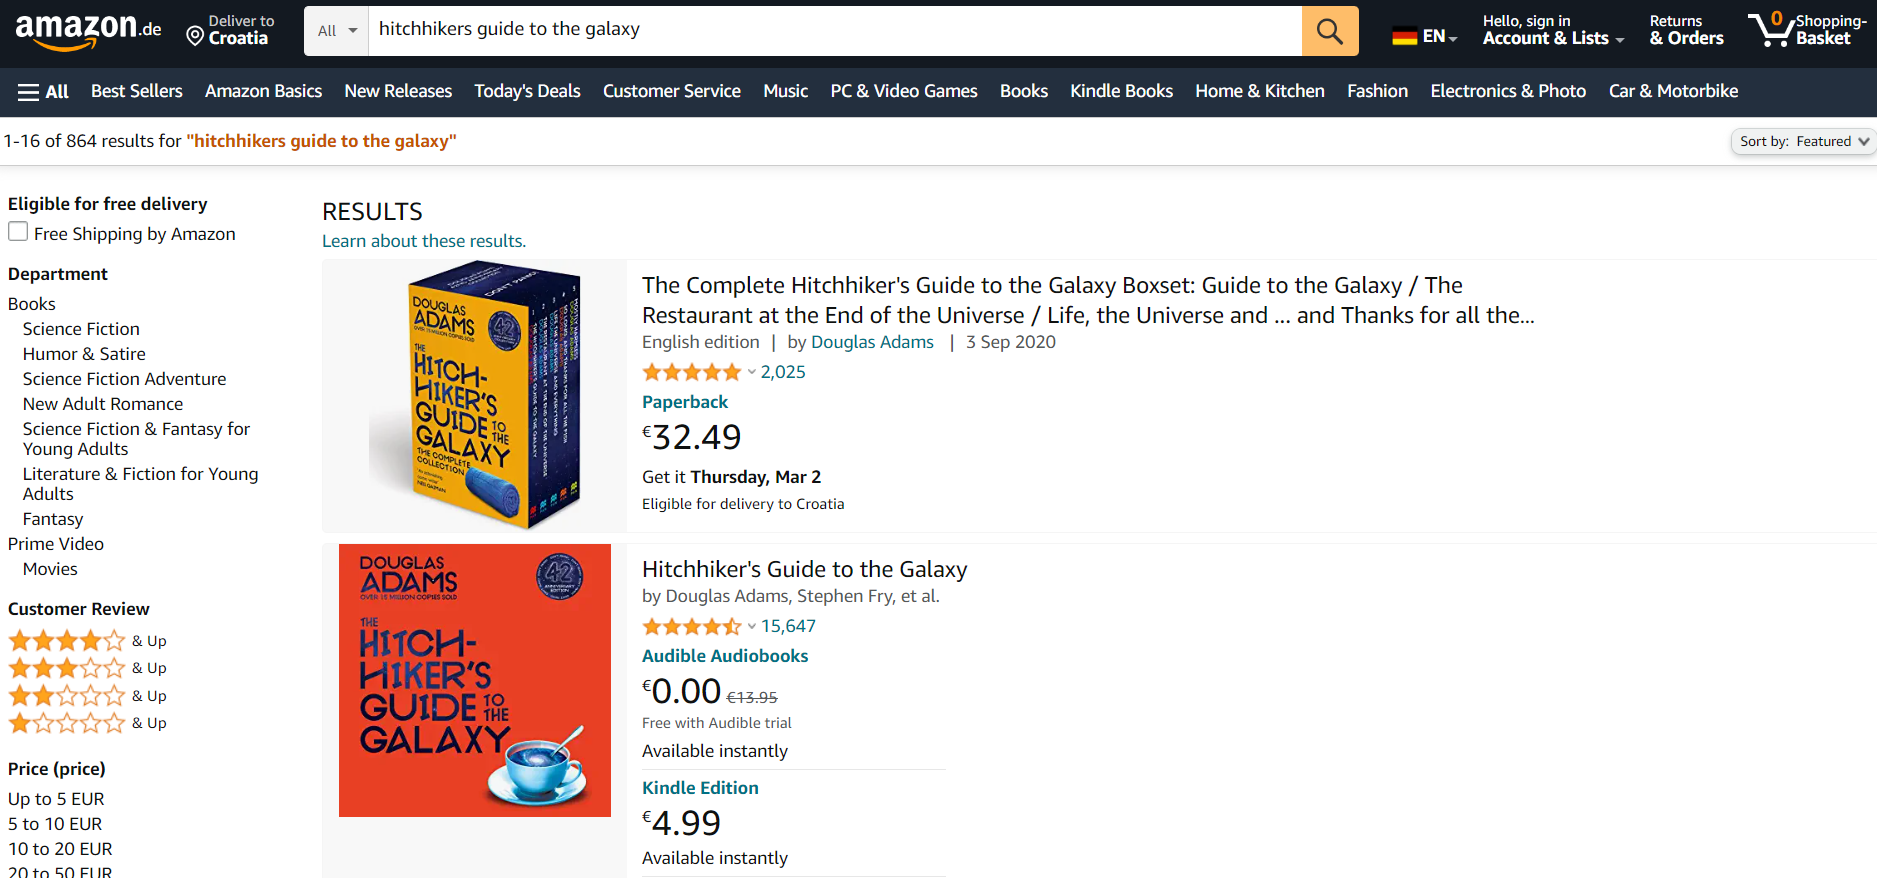 amazon.de
Deliver to
Croatia
All
hitchhikers guide to the galaxy
EN
Hello, sign in
Account & Lists
Returns
& Orders
0
Shopping-
Basket
All
Best Sellers
Amazon Basics
New Releases
Today's Deals
Customer Service
Music
PC & Video Games
Books
Kindle Books
Home & Kitchen
Fashion
Electronics & Photo
Car & Motorbike
1-16 of 864 results for "hitchhikers guide to the galaxy"
Sort by: Featured
Eligible for free delivery
Free Shipping by Amazon
Department
Books
Science Fiction
Humor & Satire
Science Fiction Adventure
New Adult Romance
Science Fiction & Fantasy for
Young Adults
Literature & Fiction for Young
Adults
Fantasy
Prime Video
Movies
Customer Review
& Up
& Up
& Up
& Up
Price (price)
Up to 5 EUR
5 to 10 EUR
10 to 20 EUR
20 to 50 EUR
RESULTS
Learn about these results.
DON'T PANIC!
DOUGLAS
ADAMS
OVER 15 MILLION COPIES SOLD
42
THE
HITCH-
HIKER'S
GUIDE TO THE
GALAXY
THE COMPLETE
COLLECTION
NEIL GAIMAN
The Complete Hitchhiker's Guide to the Galaxy Boxset: Guide to the Galaxy / The
Restaurant at the End of the Universe / Life, the Universe and ... and Thanks for all the...
English edition | by Douglas Adams | 3 Sep 2020
2,025
Paperback
€32.49
Get it Thursday, Mar 2
Eligible for delivery to Croatia
DOUGLAS
ADAMS
OVER 15 MILLION COPIES SOLD
42
ANNIVERSARY
EDITION
THE
HITCH-
HIKER'S
GUIDE TO THE
GALAXY
Hitchhiker's Guide to the Galaxy
by Douglas Adams, Stephen Fry, et al.
15,647
Audible Audiobooks
€0.00 €13.95
Free with Audible trial
Available instantly
Kindle Edition
€4.99
Available instantly